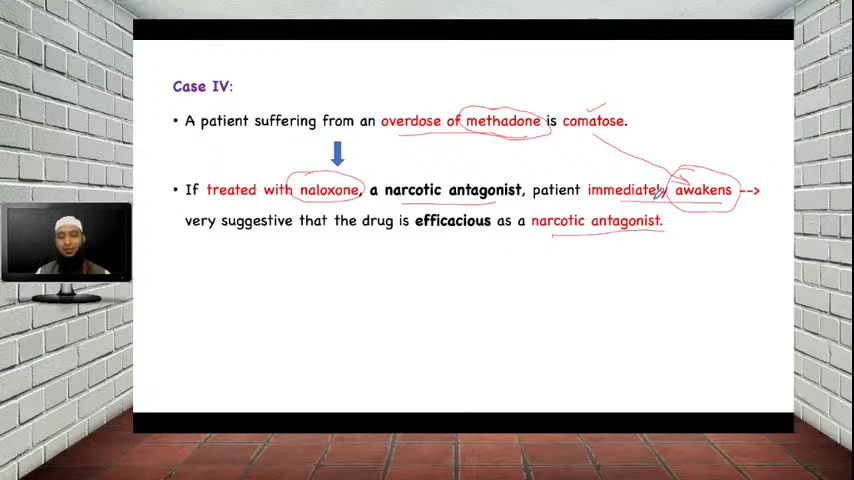 Case IV:
• A patient suffering from an overdose of methadone is comatose.
• If treated with naloxone, a narcotic antagonist, patient immediately awakens -->
very suggestive that the drug is efficacious as a narcotic antagonist.